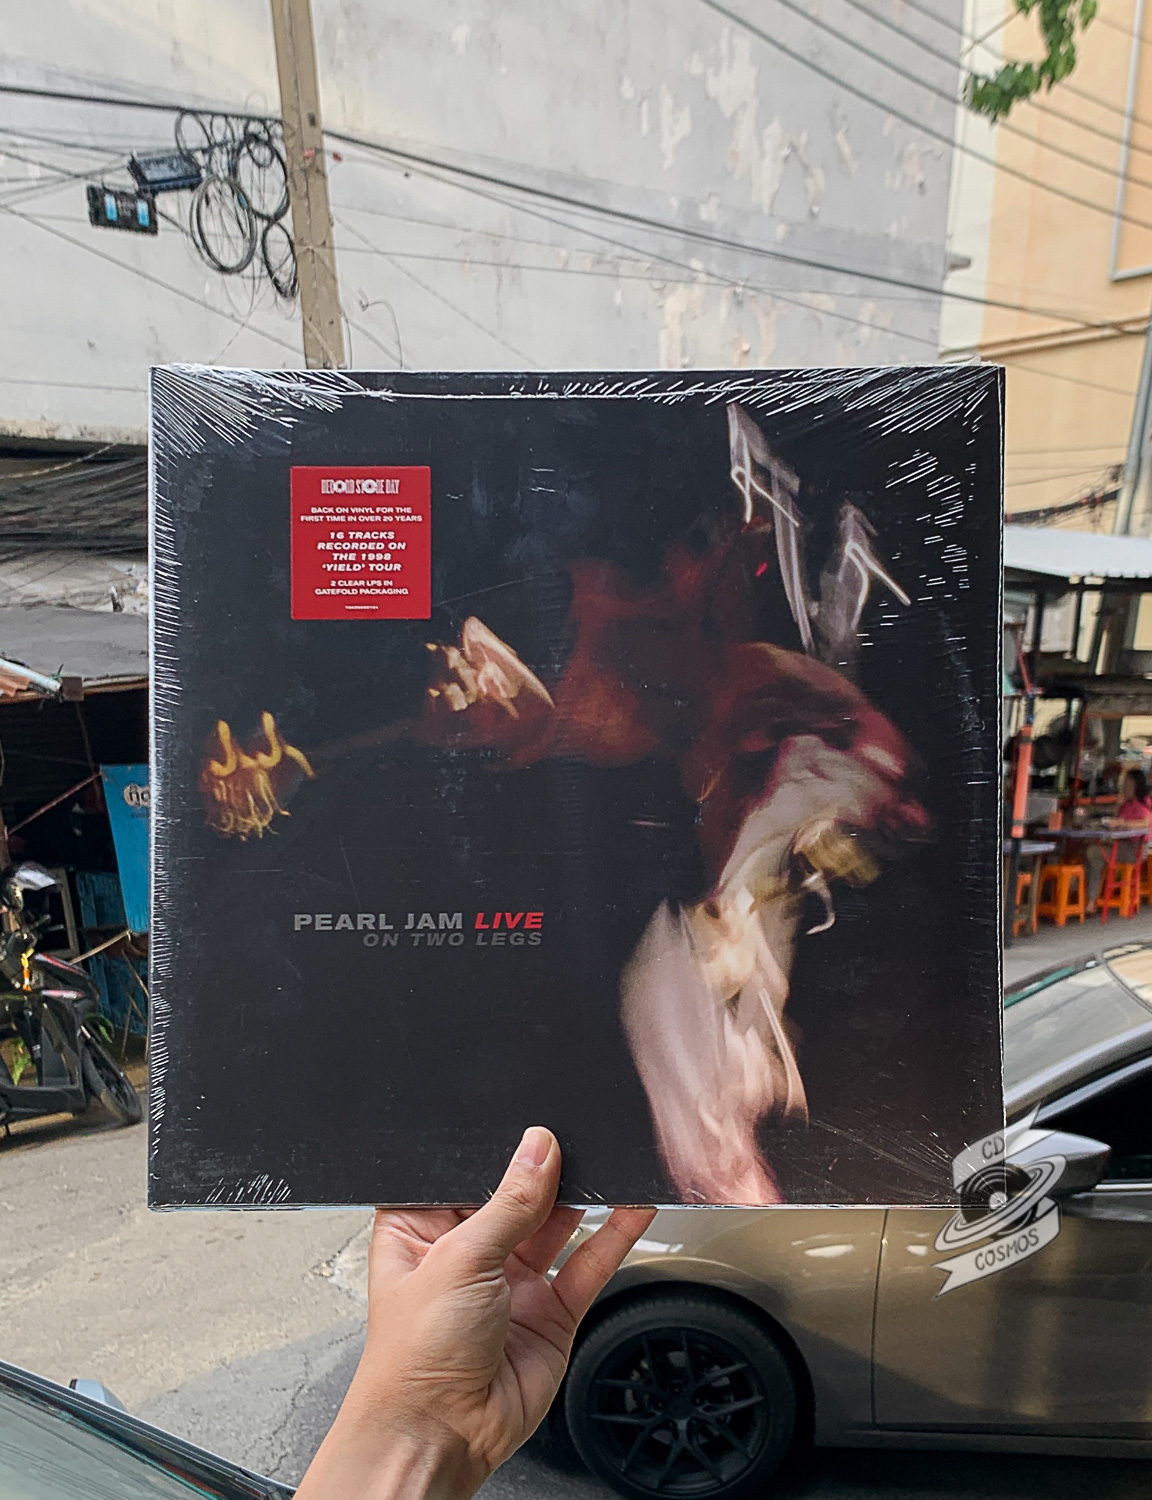 RECORD STORE DAY
BACK ON VINYL FOR THE
FIRST TIME IN OVER 20 YEARS
16 TRACKS
RECORDED ON
THE 1998
‘YIELD’ TOUR
2 CLEAR LPS IN
GATEFOLD PACKAGING
PEARL JAM LIVE
ON TWO LEGS
CD
COSMOS